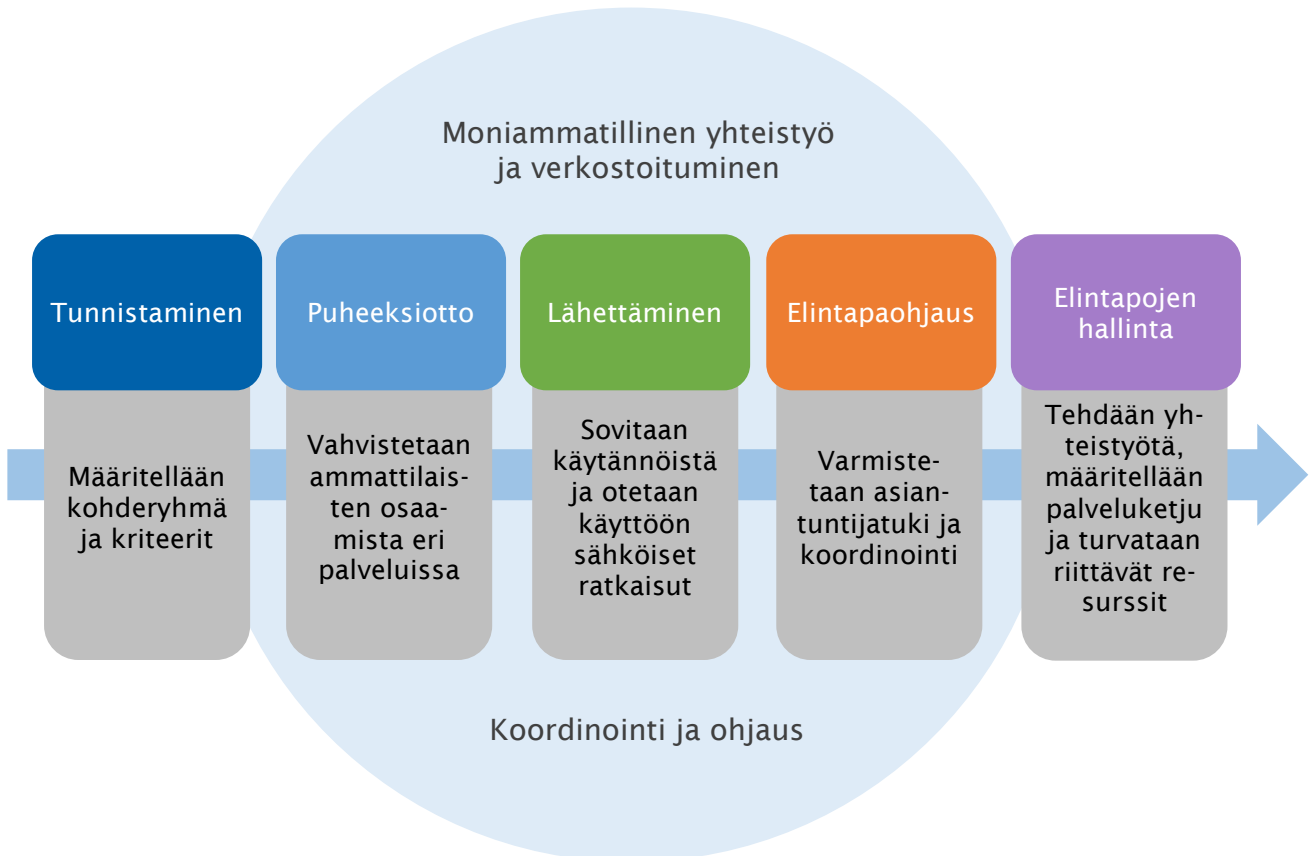 Moniammatillinen yhteistyö
ja verkostoituminen
Tunnistaminen
Määritellään
kohderyhmä
ja kriteerit
Puheeksiotto
Vahvistetaan
ammattilais-
ten osaa-
mista eri
palveluissa
Lähettäminen
Sovitaan
käytännöistä
ja otetaan
käyttöön
sähköiset
ratkaisut
Elintapaohjaus
Varmiste-
taan asian-
tuntijatuki ja
koordinointi
Elintapojen
hallinta
Tehdään yh-
teistyötä,
määritellään
palveluketju
ja turvataan
riittävät re-
surssit
Koordinointi ja ohjaus